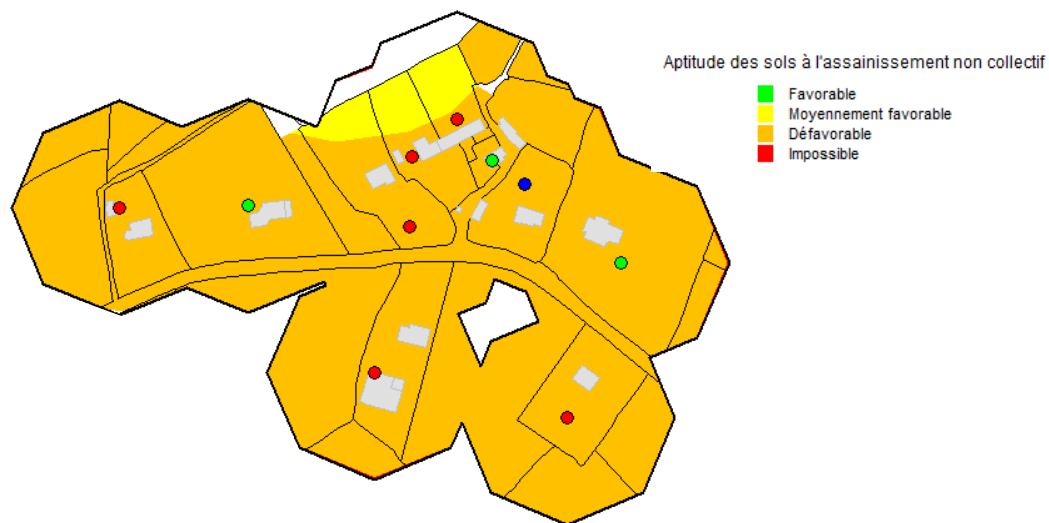 Aptitude des sols à l'assainissement non collectif
Favorable
Moyennement favorable
Défavorable
Impossible